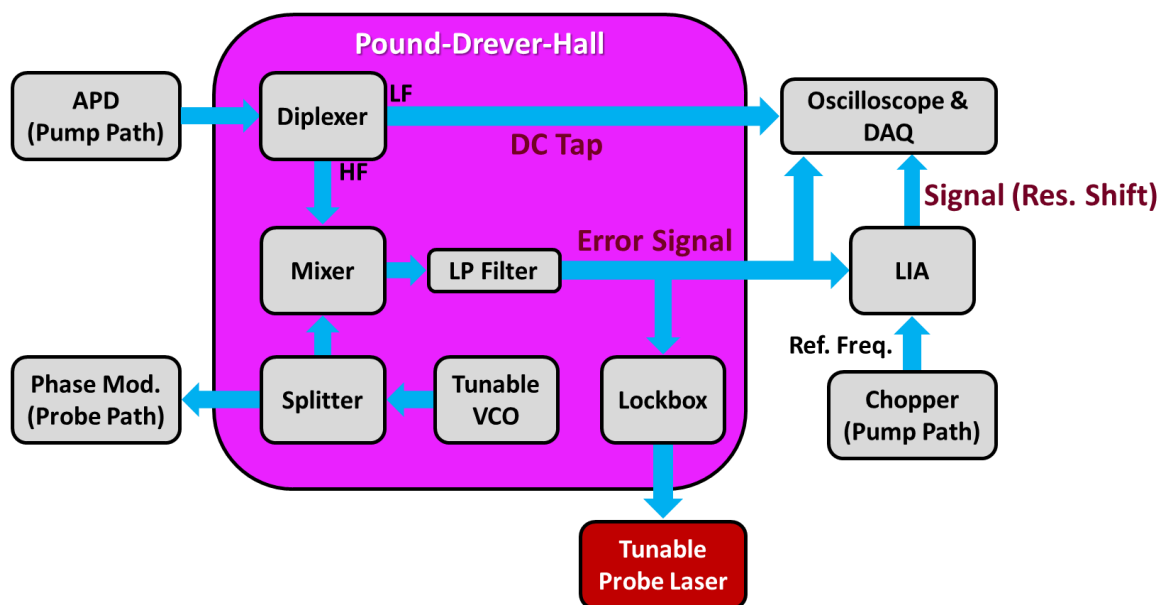 Pound-Drever-Hall
APD
(Pump Path)
Diplexer
LF
DC Tap
Oscilloscope &
DAQ
HF
Signal (Res. Shift)
Mixer
LP Filter
Error Signal
LIA
Ref. Freq.
Phase Mod.
(Probe Path)
Splitter
Tunable
VCO
Lockbox
Chopper
(Pump Path)
Tunable
Probe Laser